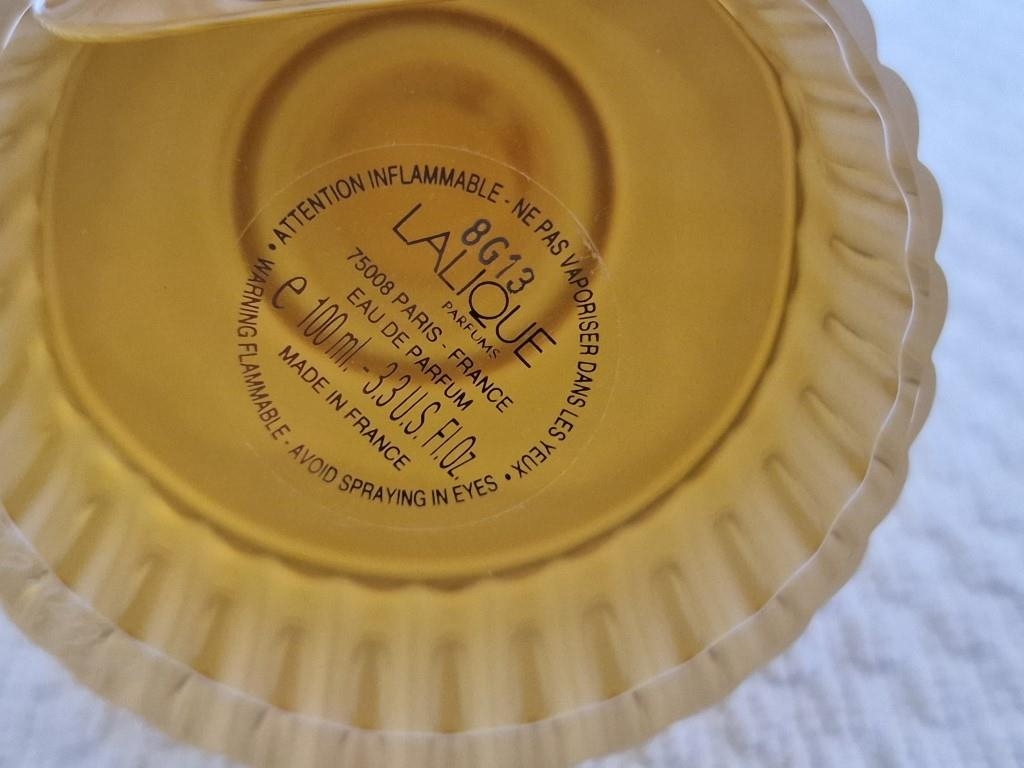 • ATTENTION INFLAMMABLE - NE PAS VAPORISER DANS LES YEUX •
WARNING FLAMMABLE - AVOID SPRAYING IN EYES
8G13
LALIQUE
PARFUMS
75008 PARIS - FRANCE
EAU DE PARFUM
e 100 ml. - 3.3 U.S. Fl.Oz.
MADE IN FRANCE